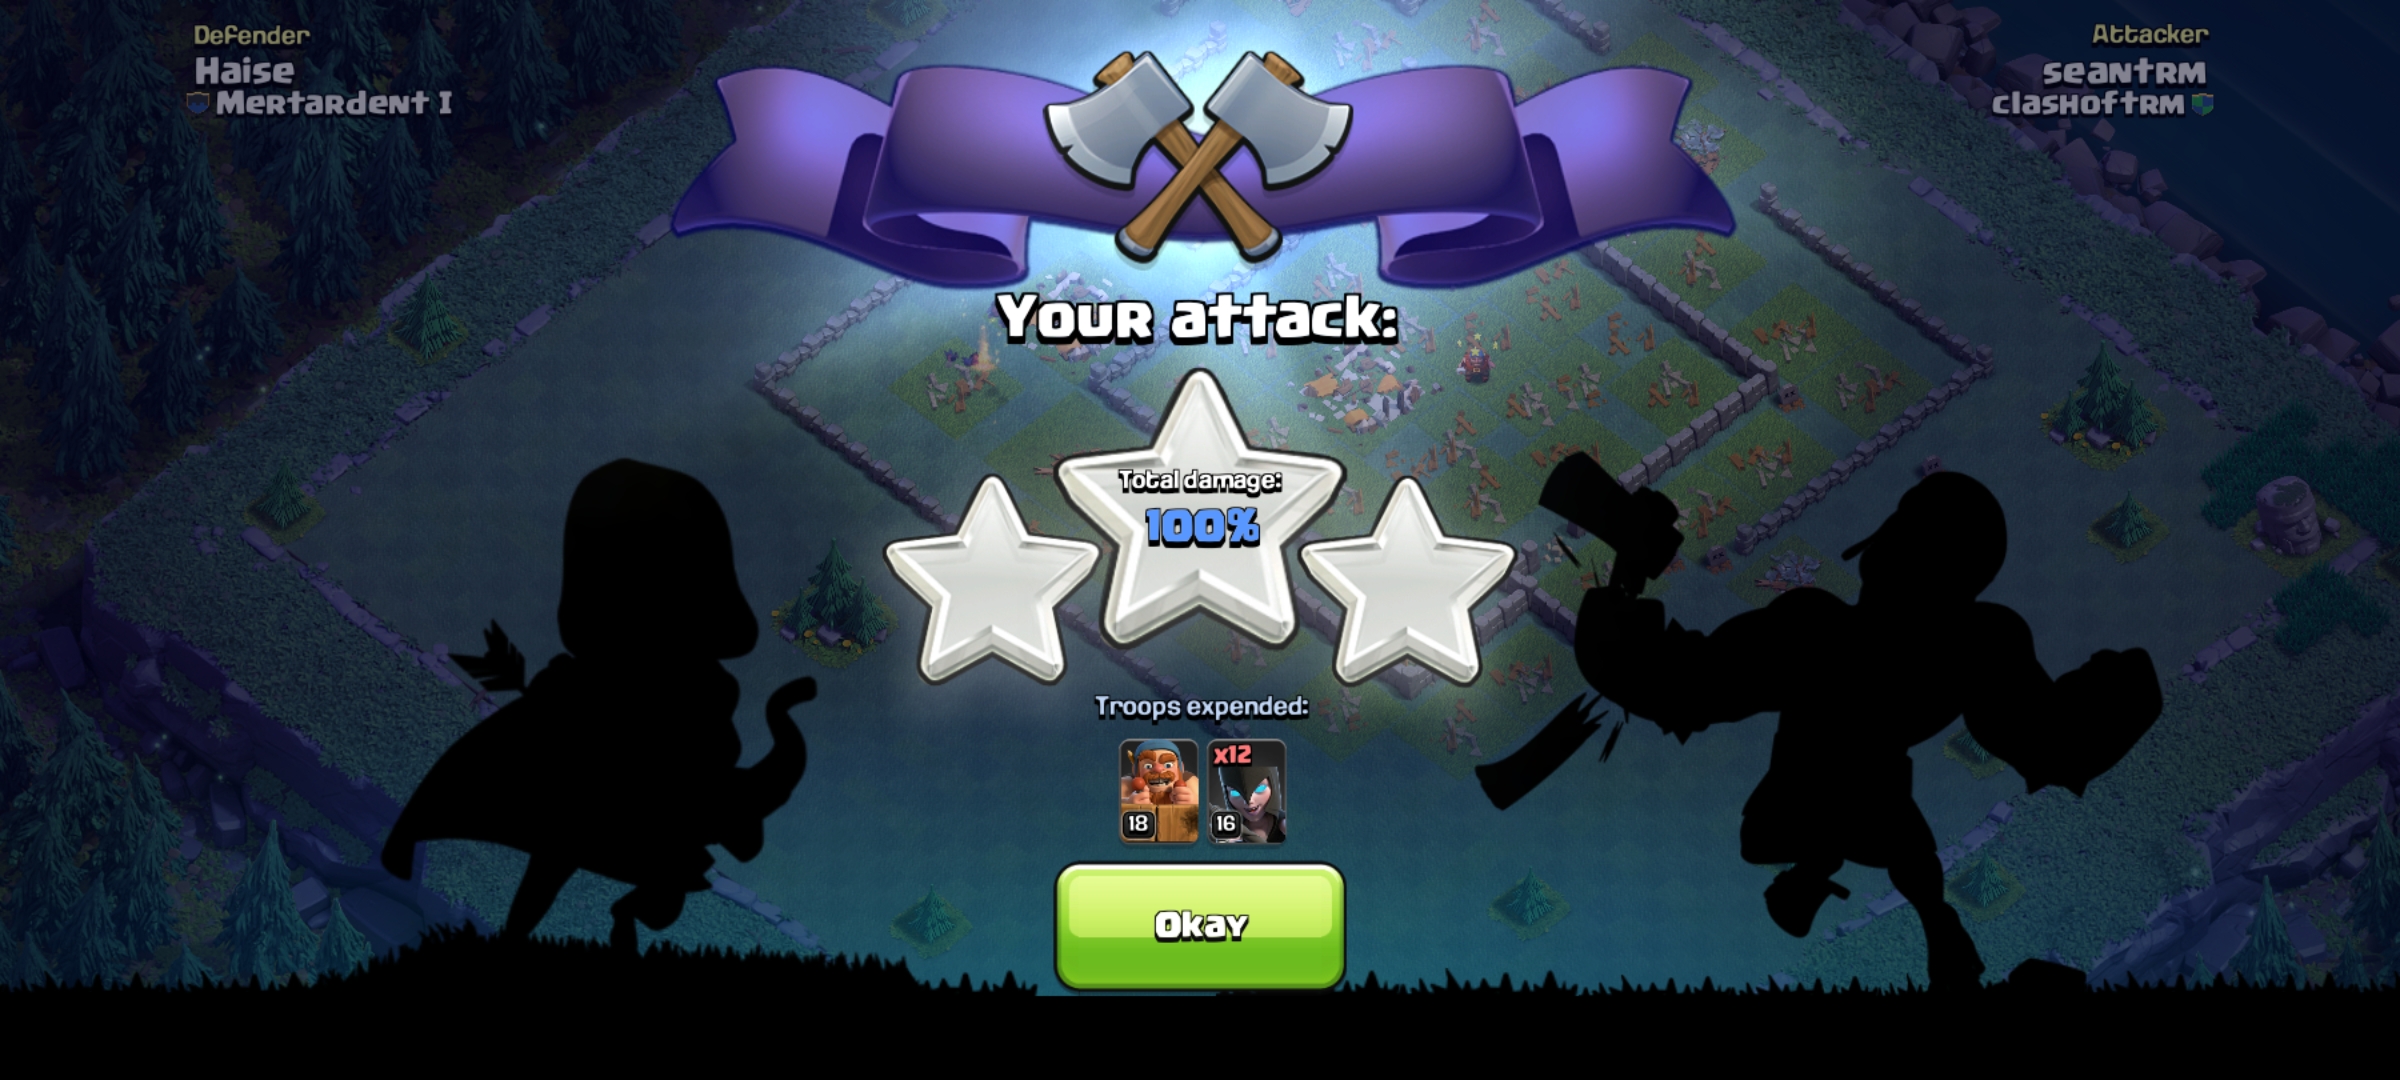 Defender
Haise
Mertardent I
Attacker
seantrm
clashoftrm
Your attack:
Total damage:
100%
Troops expended:
x12
18
16
Okay